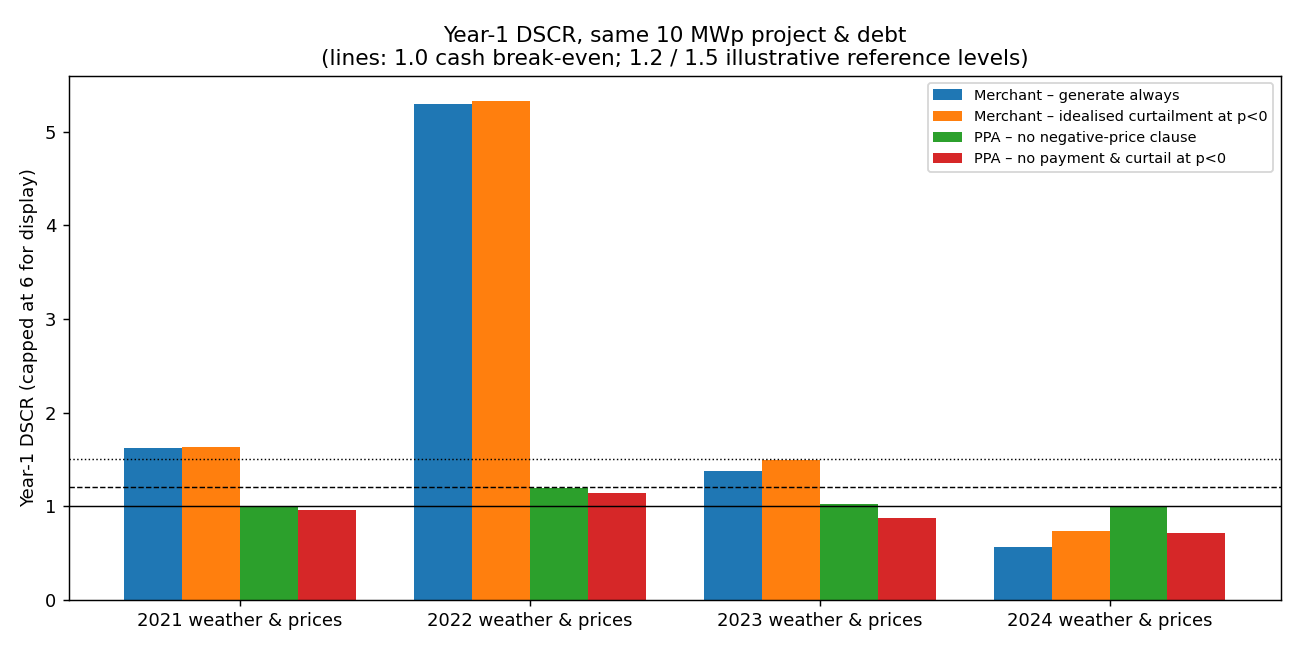 Year-1 DSCR, same 10 MWp project & debt
(lines: 1.0 cash break-even; 1.2 / 1.5 illustrative reference levels)
Merchant – generate always
Merchant – idealised curtailment at p<0
PPA – no negative-price clause
PPA – no payment & curtail at p<0
Year-1 DSCR (capped at 6 for display)
5
4
3
2
1
0
2021 weather & prices
2022 weather & prices
2023 weather & prices
2024 weather & prices